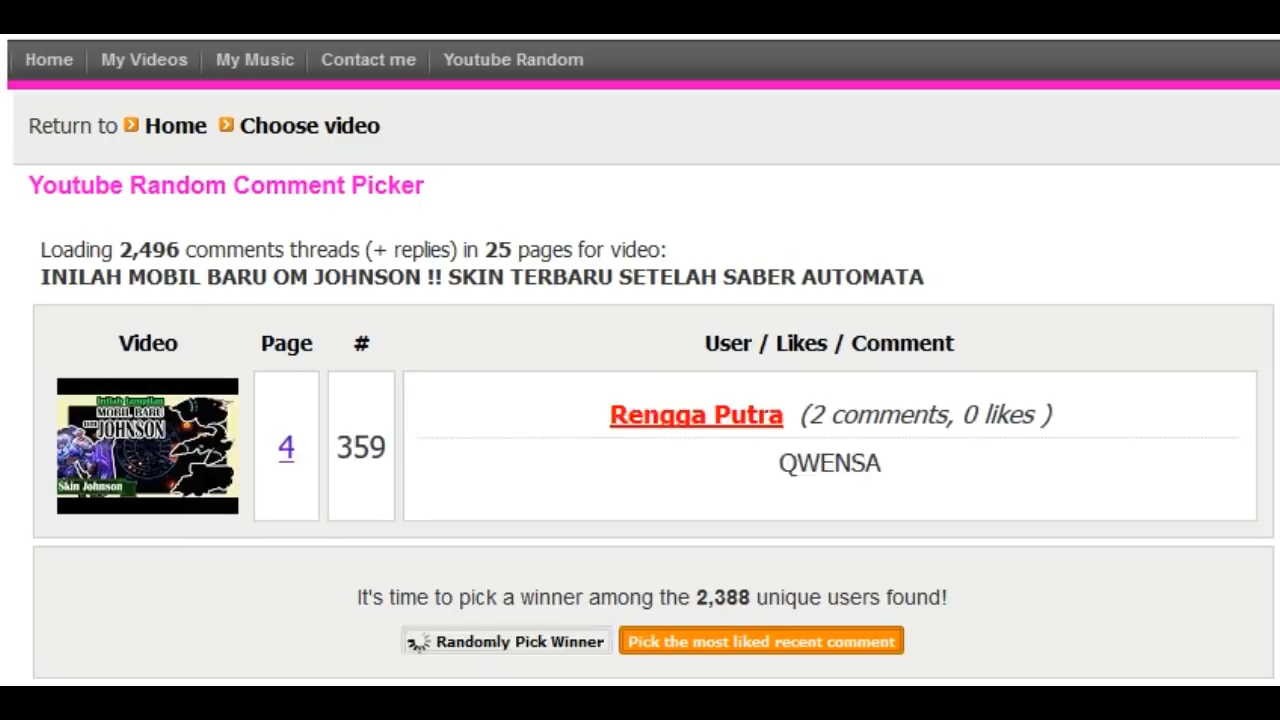 Home My Videos My Music Contact me Youtube Random
Return to Home Choose video
Youtube Random Comment Picker
Loading 2,496 comments threads (+ replies) in 25 pages for video:
INILAH MOBIL BARU OM JOHNSON !! SKIN TERBARU SETELAH SABER AUTOMATA
Video Page # User / Likes / Comment
Inilah Tampilan
MOBIL BARU
OM JOHNSON
Skin Johnson
4 359
Rengga Putra (2 comments, 0 likes )
QWENSA
It's time to pick a winner among the 2,388 unique users found!
Randomly Pick Winner Pick the most liked recent comment